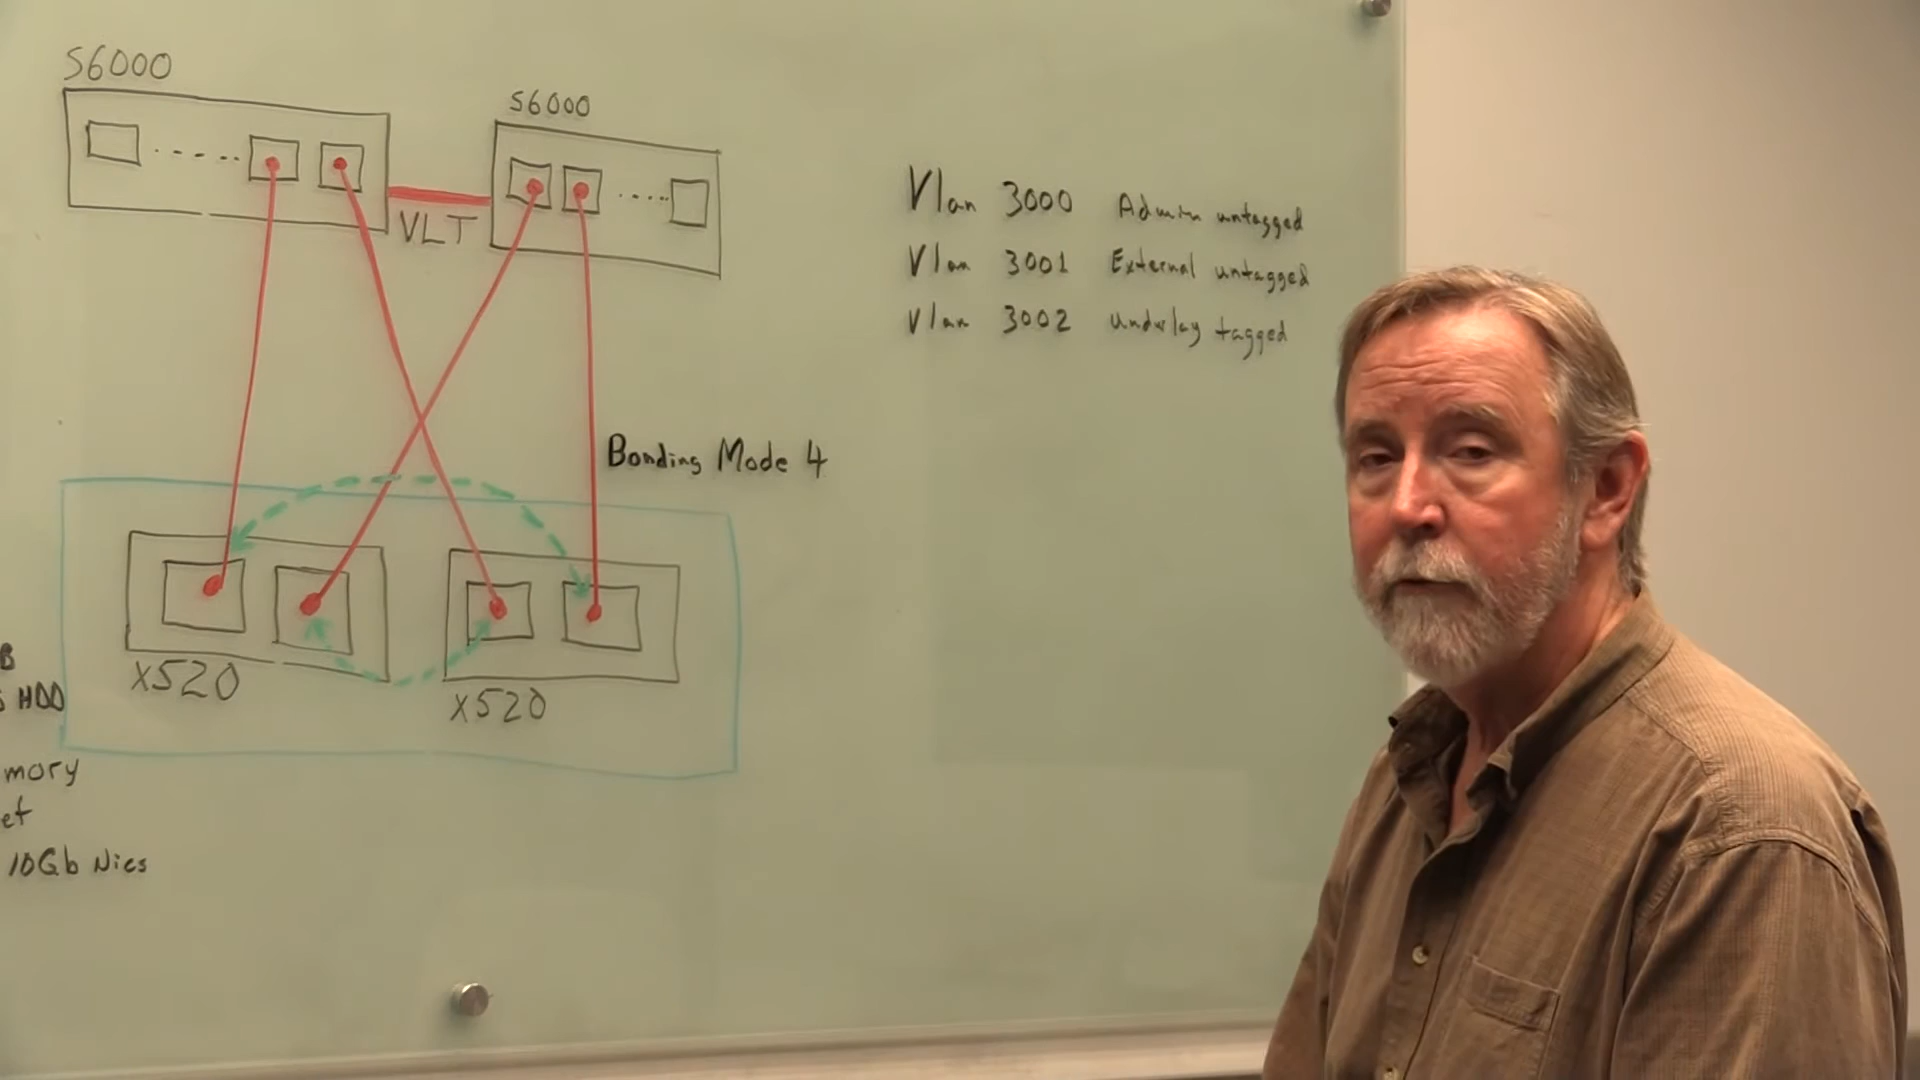 S6000
S6000
VLT
Vlan 3000 Admin untagged
Vlan 3001 External untagged
Vlan 3002 Underlay tagged
Bonding Mode 4
X520
X520
B
HDD
mory
et
10Gb Nics